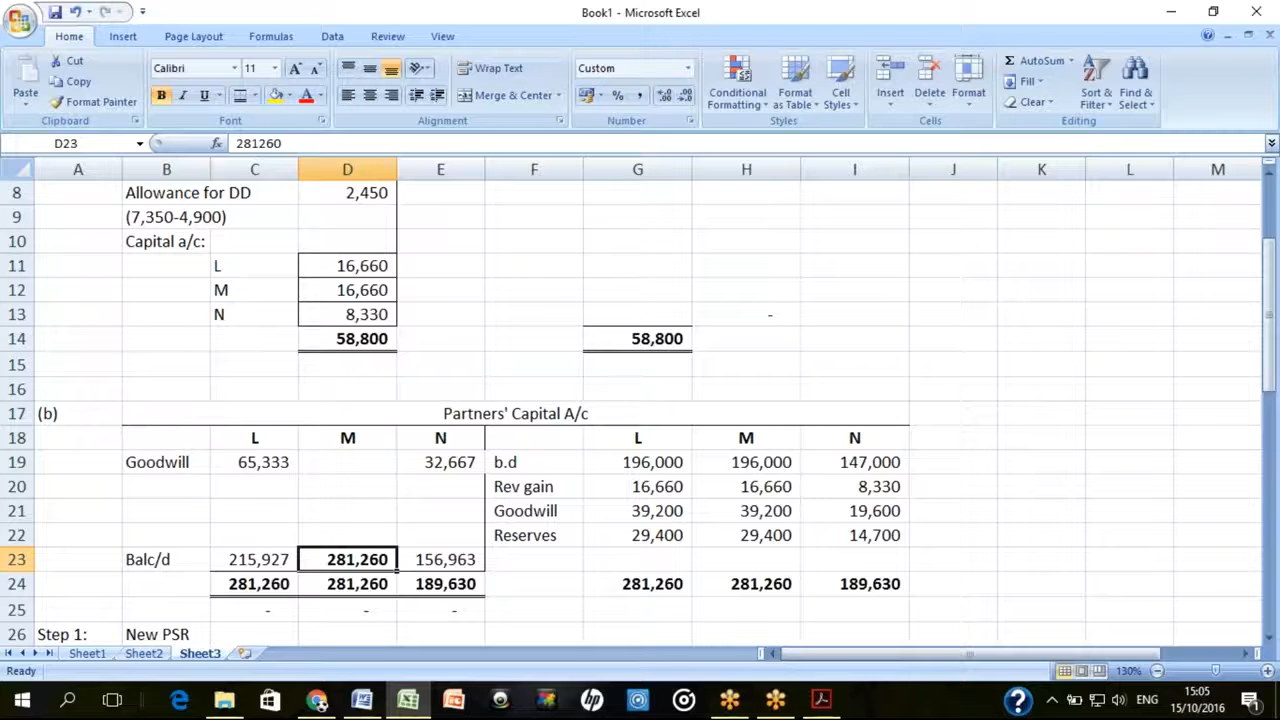 Book1 - Microsoft Excel
Home Insert Page Layout Formulas Data Review View
Paste Cut Copy Format Painter Clipboard
Calibri 11 A A B I U A Font
Wrap Text Merge & Center Alignment
Custom % , .0 .00 .00 .0 Number
Conditional Formatting Format as Table Cell Styles Styles
Insert Delete Format Cells
Σ AutoSum Fill Clear Sort & Filter Find & Select Editing
D23 fx 281260
A B C D E F G H I J K L M
8 Allowance for DD 2,450
9 (7,350-4,900)
10 Capital a/c:
11 L 16,660
12 M 16,660
13 N 8,330 -
14 58,800 58,800
15
16
17 (b) Partners' Capital A/c
18 L M N L M N
19 Goodwill 65,333 32,667 b.d 196,000 196,000 147,000
20 Rev gain 16,660 16,660 8,330
21 Goodwill 39,200 39,200 19,600
22 Reserves 29,400 29,400 14,700
23 Balc/d 215,927 281,260 156,963
24 281,260 281,260 189,630 281,260 281,260 189,630
25 - - -
26 Step 1: New PSR
Sheet1 Sheet2 Sheet3
Ready 130%
ENG 15:05
15/10/2016